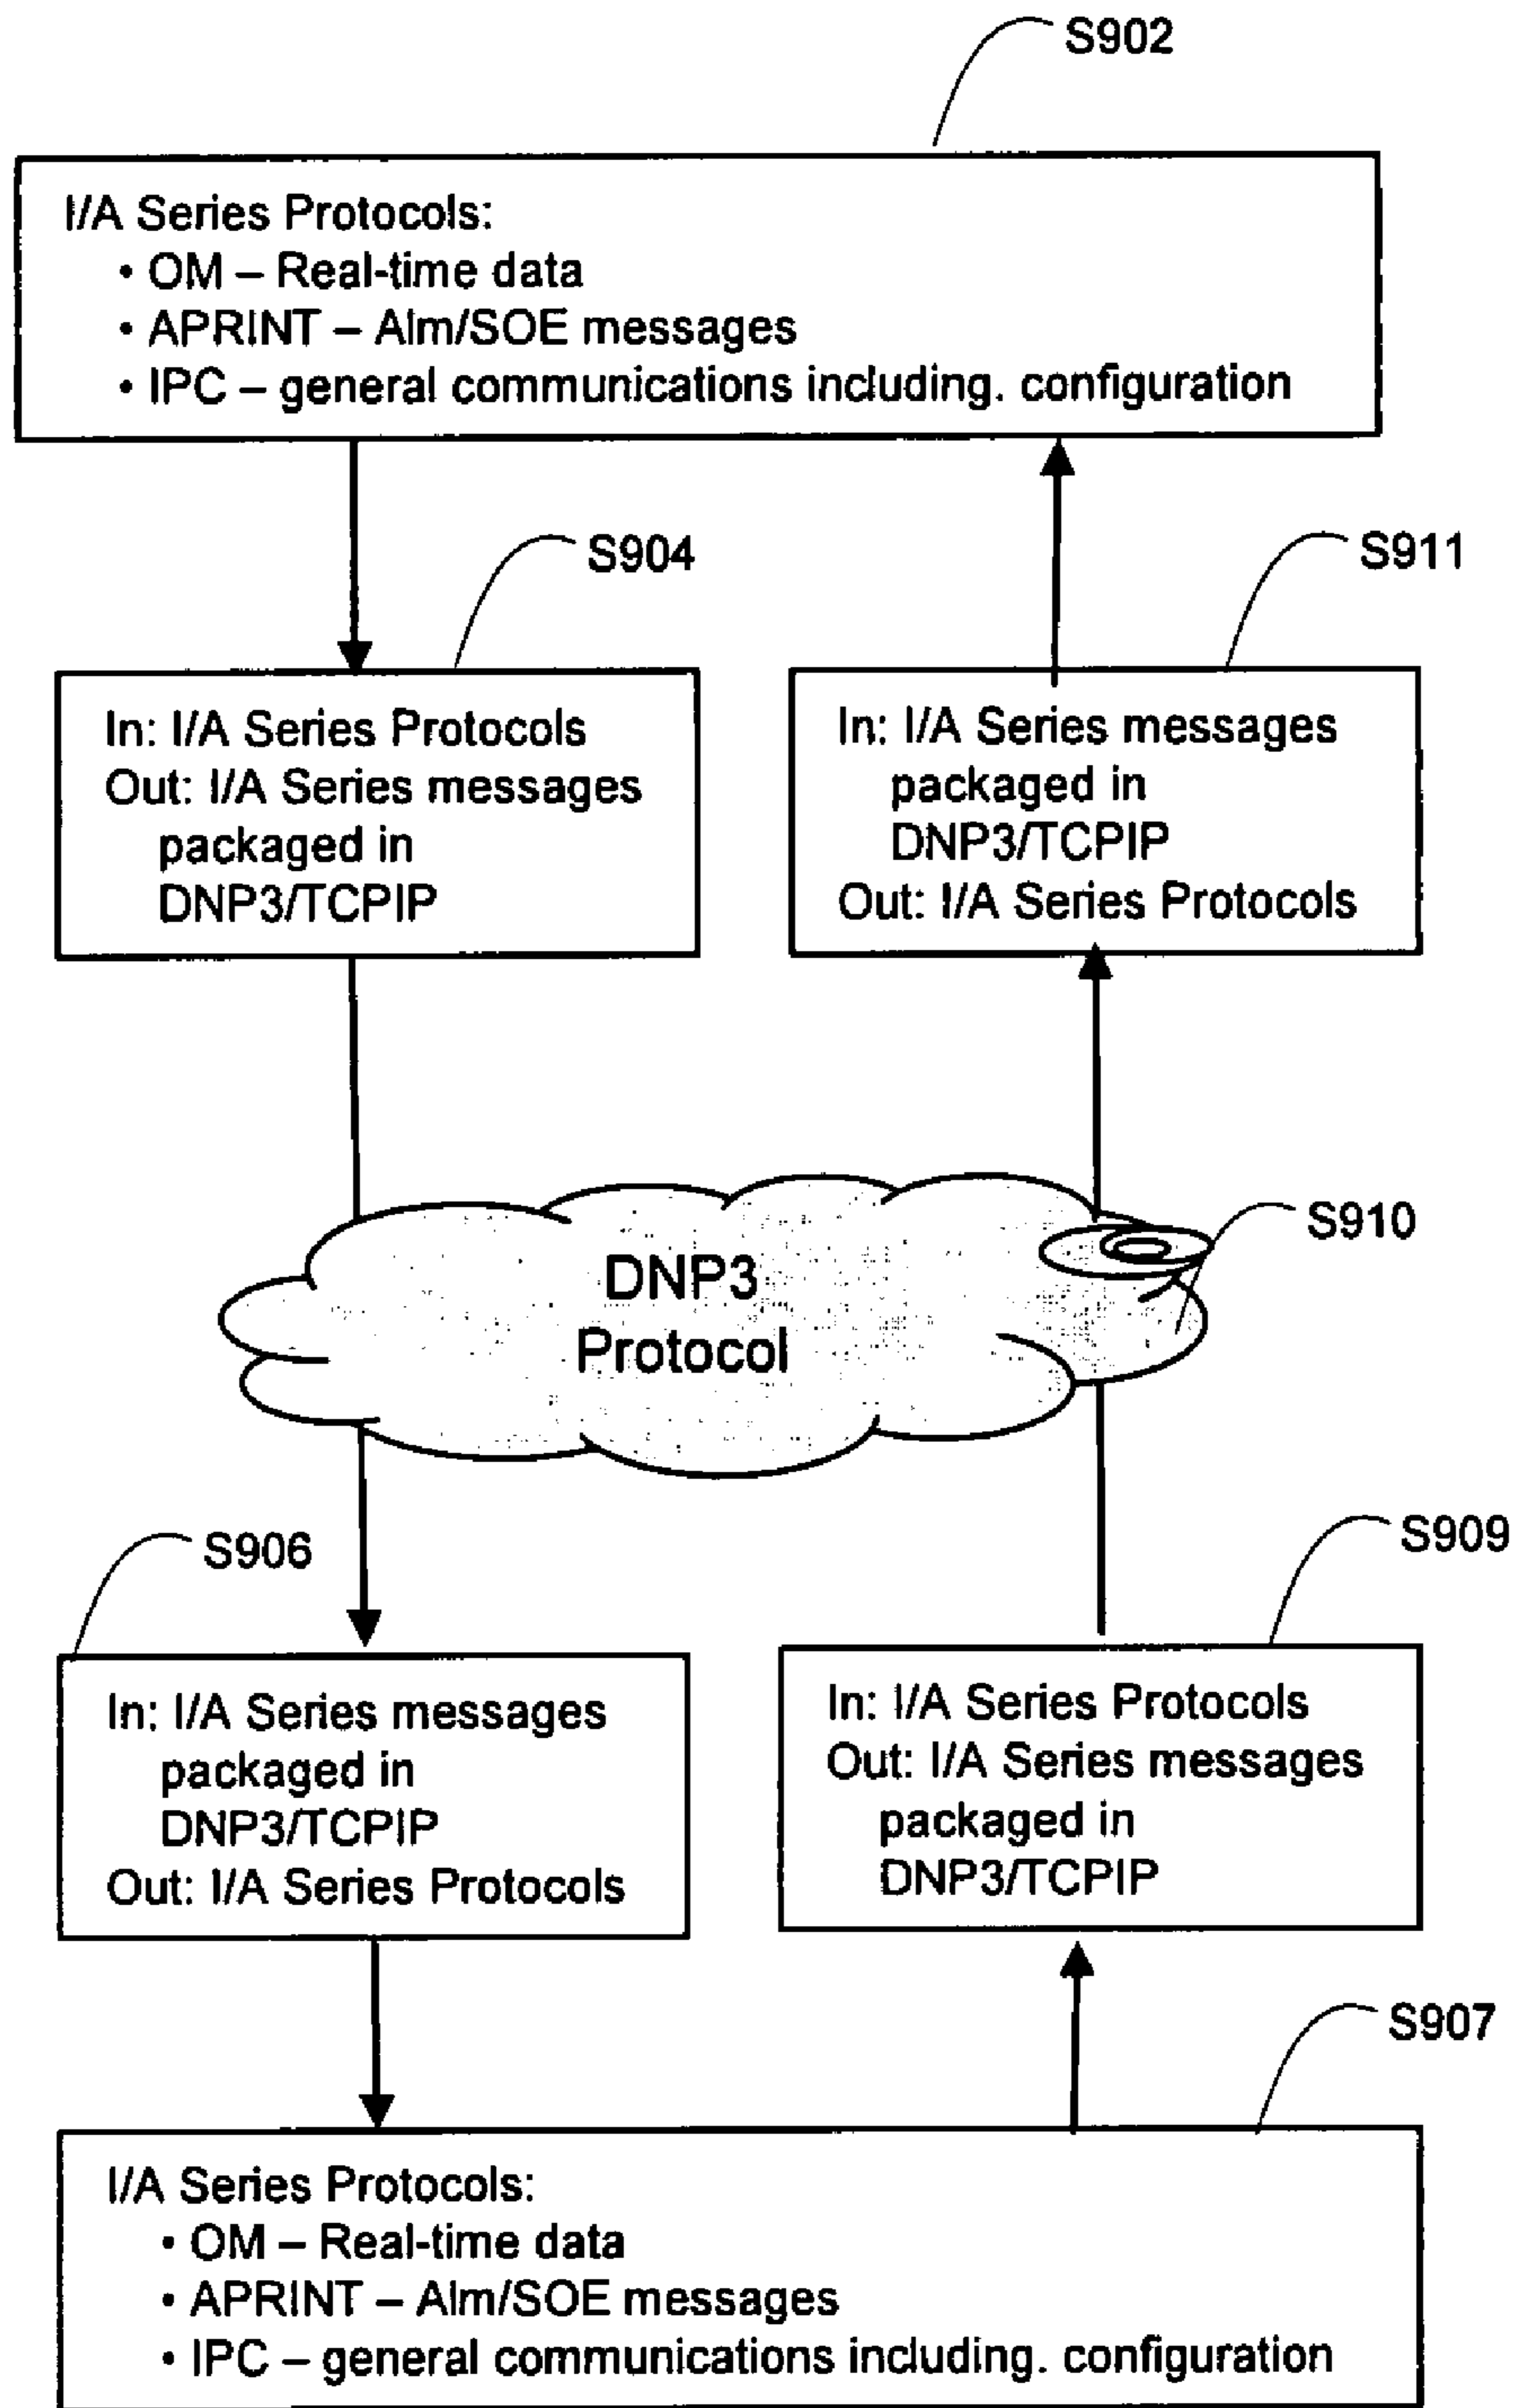 S902
I/A Series Protocols:
• OM – Real-time data
• APRINT – Alm/SOE messages
• IPC – general communications including. configuration
S904
In: I/A Series Protocols
Out: I/A Series messages
packaged in
DNP3/TCPIP
S911
In: I/A Series messages
packaged in
DNP3/TCPIP
Out: I/A Series Protocols
DNP3
Protocol
S910
S906
In: I/A Series messages
packaged in
DNP3/TCPIP
Out: I/A Series Protocols
S909
In: I/A Series Protocols
Out: I/A Series messages
packaged in
DNP3/TCPIP
S907
I/A Series Protocols:
• OM – Real-time data
• APRINT – Alm/SOE messages
• IPC – general communications including. configuration